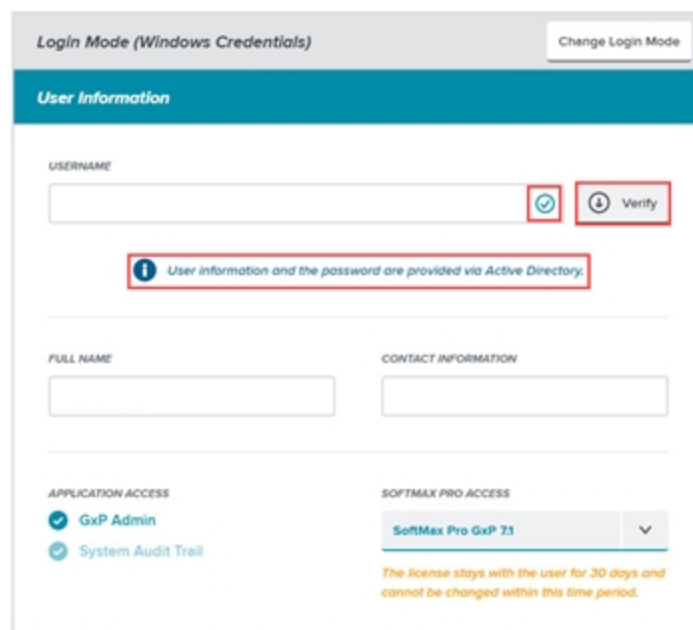 Login Mode (Windows Credentials)
Change Login Mode
User Information
USERNAME
Verify
User information and the password are provided via Active Directory.
FULL NAME
CONTACT INFORMATION
APPLICATION ACCESS
SOFTMAX PRO ACCESS
GxP Admin
SoftMax Pro GxP 7.1
System Audit Trail
The license stays with the user for 30 days and
cannot be changed within this time period.